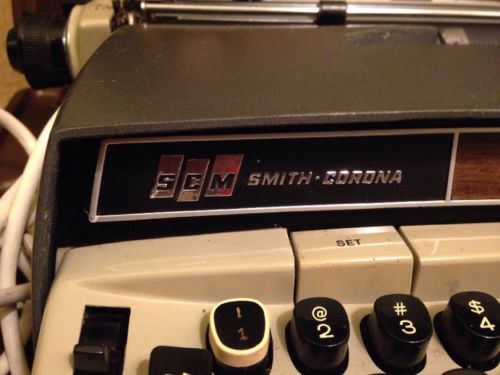 SCM SMITH·CORONA
SET
! @ # $
1 2 3 4